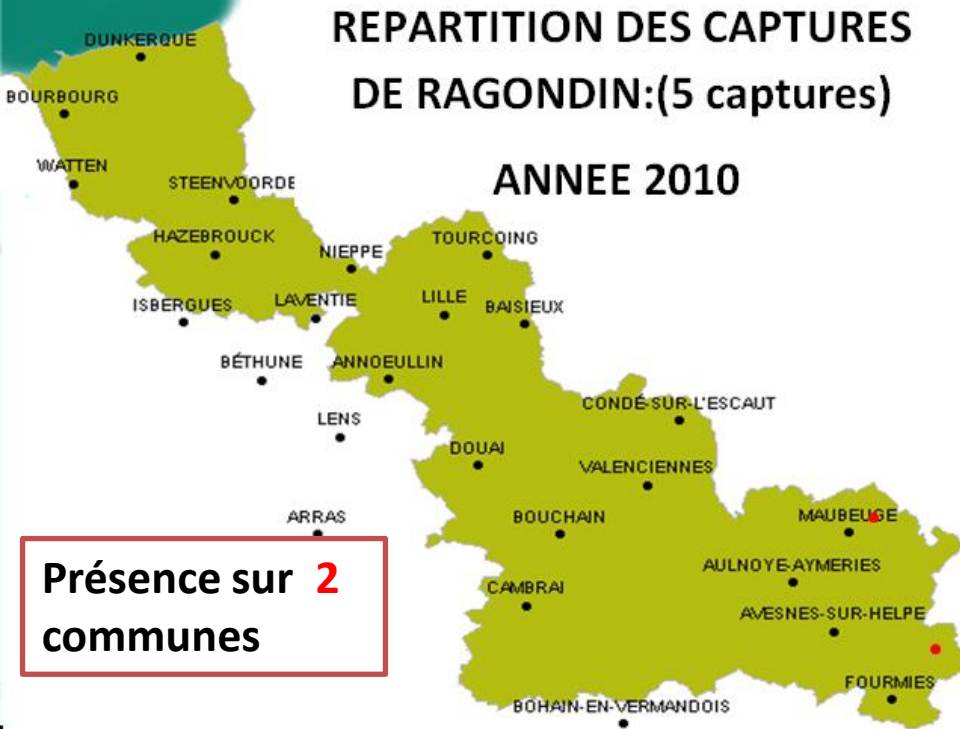 REPARTITION DES CAPTURES
DE RAGONDIN:(5 captures)
ANNEE 2010
DUNKERQUE
BOURBOURG
WATTEN
STEENVOORDE
HAZEBROUCK
NIEPPE
TOURCOING
ISBERGUES
LAVENTIE
LILLE
BAISIEUX
BÉTHUNE
ANNOEULLIN
CONDÉ-SUR-L'ESCAUT
LENS
DOUAI
VALENCIENNES
ARRAS
BOUCHAIN
MAUBEUGE
AULNOYE-AYMERIES
CAMBRAI
AVESNES-SUR-HELPE
FOURMIES
BOHAIN-EN-VERMANDOIS
Présence sur 2
communes